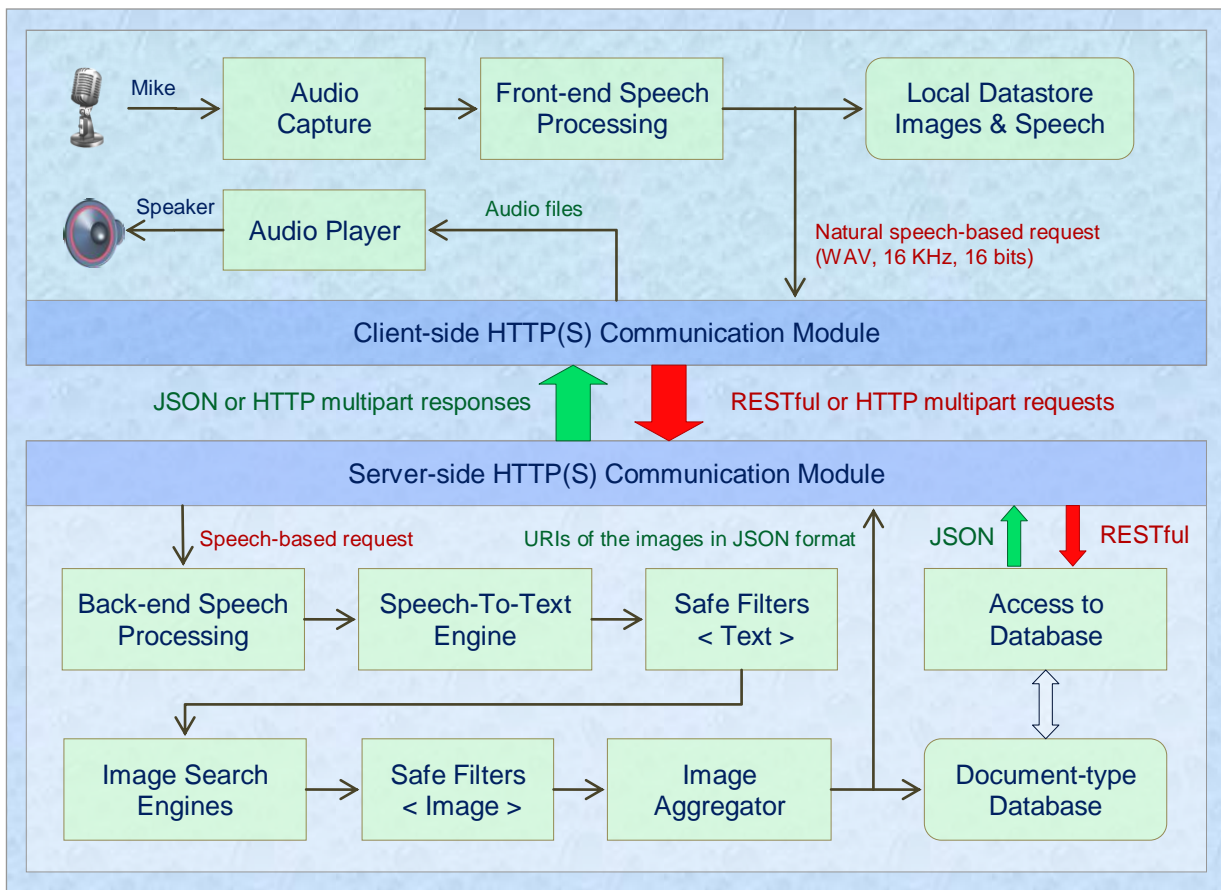 Mike
Audio
Capture
Front-end Speech
Processing
Local Datastore
Images & Speech
Speaker
Audio Player
Audio files
Natural speech-based request
(WAV, 16 KHz, 16 bits)
Client-side HTTP(S) Communication Module
JSON or HTTP multipart responses
RESTful or HTTP multipart requests
Server-side HTTP(S) Communication Module
Speech-based request
URIs of the images in JSON format
JSON
RESTful
Back-end Speech
Processing
Speech-To-Text
Engine
Safe Filters
< Text >
Access to
Database
Image Search
Engines
Safe Filters
< Image >
Image
Aggregator
Document-type
Database